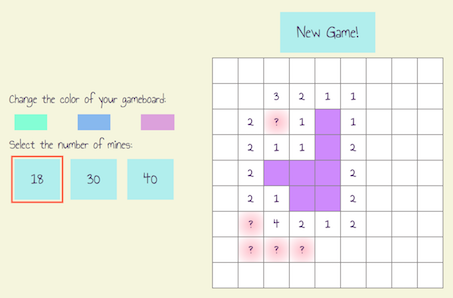 New Game!
Change the color of your gameboard:
Select the number of mines:
18 30 40
3 2 1 1
2 ? 1 1
2 1 1 2
2 2
2 1 2
? 4 2 1 2
? ? ?